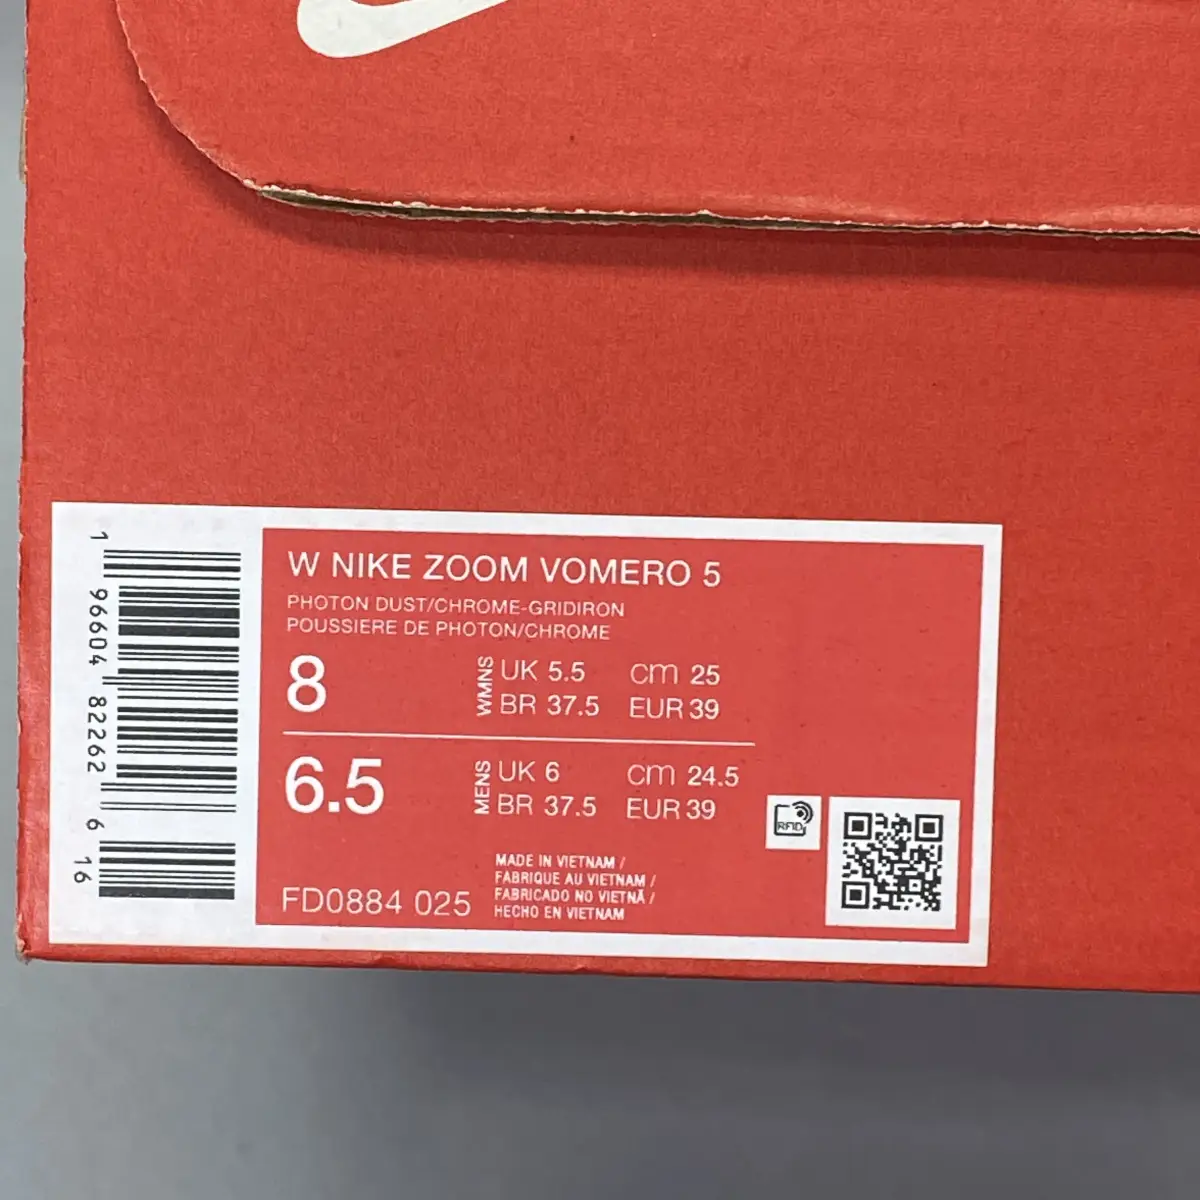 W NIKE ZOOM VOMERO 5
PHOTON DUST/CHROME-GRIDIRON
POUSSIERE DE PHOTON/CHROME
8
WMNS
UK 5.5 cm 25
BR 37.5 EUR 39
6.5
MENS
UK 6 cm 24.5
BR 37.5 EUR 39
RFID
FD0884 025
MADE IN VIETNAM /
FABRIQUE AU VIETNAM /
FABRICADO NO VIETNÃ /
HECHO EN VIETNAM
1 96604 82262 6 16